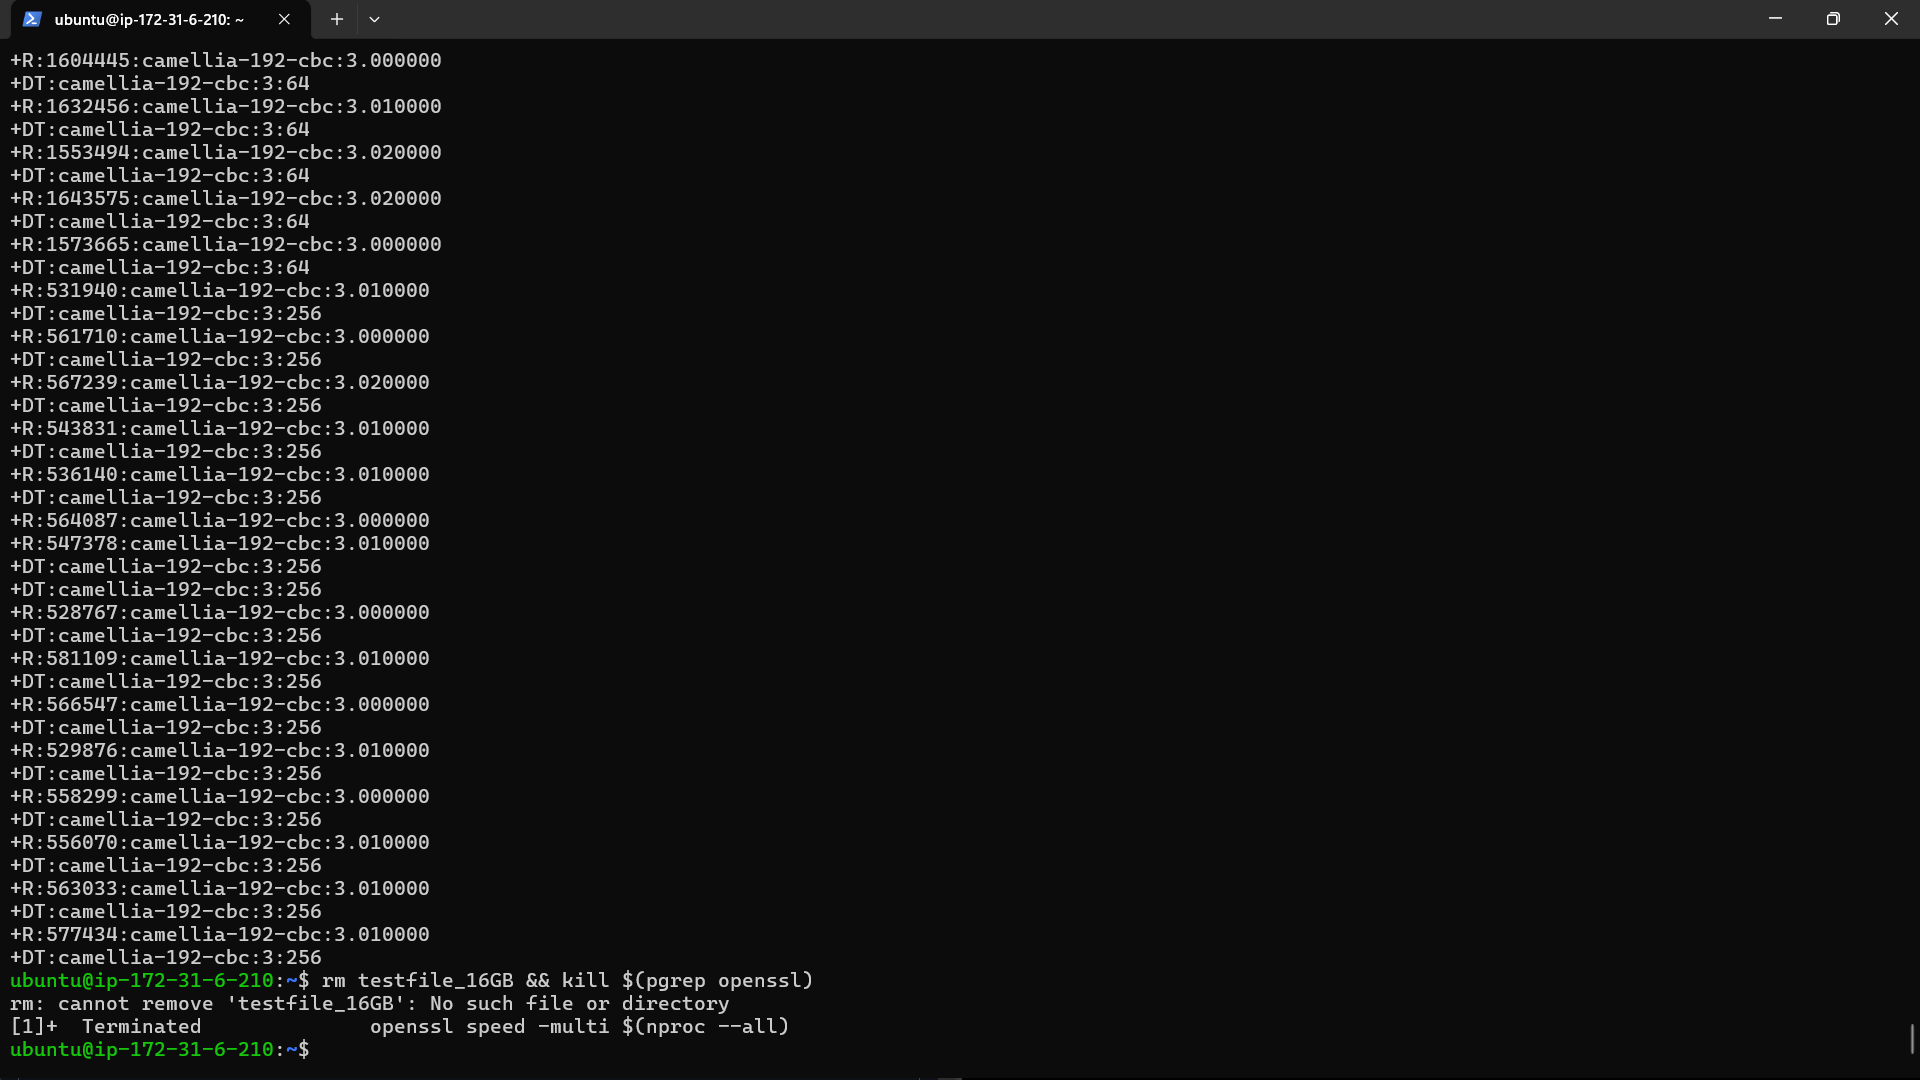 ubuntu@ip-172-31-6-210: ~
+R:1604445:camellia-192-cbc:3.000000
+DT:camellia-192-cbc:3:64
+R:1632456:camellia-192-cbc:3.010000
+DT:camellia-192-cbc:3:64
+R:1553494:camellia-192-cbc:3.020000
+DT:camellia-192-cbc:3:64
+R:1643575:camellia-192-cbc:3.020000
+DT:camellia-192-cbc:3:64
+R:1573665:camellia-192-cbc:3.000000
+DT:camellia-192-cbc:3:64
+R:531940:camellia-192-cbc:3.010000
+DT:camellia-192-cbc:3:256
+R:561710:camellia-192-cbc:3.000000
+DT:camellia-192-cbc:3:256
+R:567239:camellia-192-cbc:3.020000
+DT:camellia-192-cbc:3:256
+R:543831:camellia-192-cbc:3.010000
+DT:camellia-192-cbc:3:256
+R:536140:camellia-192-cbc:3.010000
+DT:camellia-192-cbc:3:256
+R:564087:camellia-192-cbc:3.000000
+R:547378:camellia-192-cbc:3.010000
+DT:camellia-192-cbc:3:256
+DT:camellia-192-cbc:3:256
+R:528767:camellia-192-cbc:3.000000
+DT:camellia-192-cbc:3:256
+R:581109:camellia-192-cbc:3.010000
+DT:camellia-192-cbc:3:256
+R:566547:camellia-192-cbc:3.000000
+DT:camellia-192-cbc:3:256
+R:529876:camellia-192-cbc:3.010000
+DT:camellia-192-cbc:3:256
+R:558299:camellia-192-cbc:3.000000
+DT:camellia-192-cbc:3:256
+R:556070:camellia-192-cbc:3.010000
+DT:camellia-192-cbc:3:256
+R:563033:camellia-192-cbc:3.010000
+DT:camellia-192-cbc:3:256
+R:577434:camellia-192-cbc:3.010000
+DT:camellia-192-cbc:3:256
ubuntu@ip-172-31-6-210:~$ rm testfile_16GB && kill $(pgrep openssl)
rm: cannot remove 'testfile_16GB': No such file or directory
[1]+  Terminated              openssl speed -multi $(nproc --all)
ubuntu@ip-172-31-6-210:~$